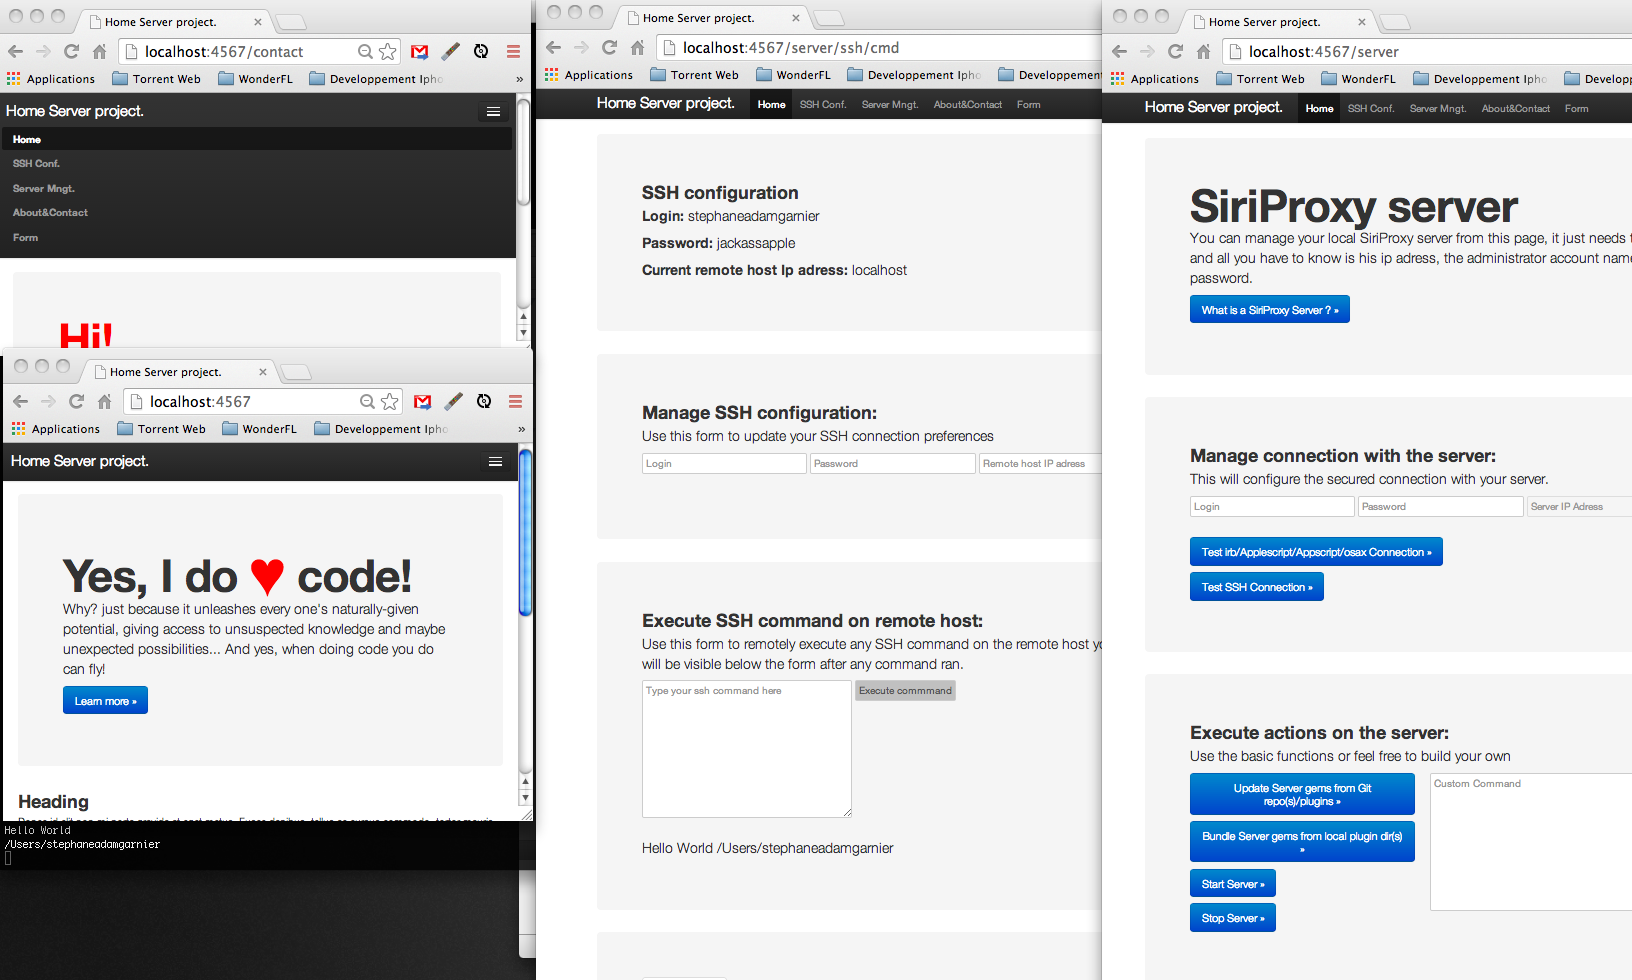 Home Server project.
localhost:4567/contact
Applications
Torrent Web
WonderFL
Developpement Ipho
»
Home Server project.
Home
SSH Conf.
Server Mngt.
About&Contact
Form
Hi!
Home Server project.
localhost:4567
Applications
Torrent Web
WonderFL
Developpement Ipho
»
Home Server project.
Yes, I do ♥ code!
Why? just because it unleashes every one's naturally-given
potential, giving access to unsuspected knowledge and maybe
unexpected possibilities... And yes, when doing code you do
can fly!
Learn more »
Heading
Hello World
/Users/stephaneadamgarnier
Home Server project.
localhost:4567/server/ssh/cmd
Applications
Torrent Web
WonderFL
Developpement Ipho
Developpement
Home Server project.
Home
SSH Conf.
Server Mngt.
About&Contact
Form
SSH configuration
Login: stephaneadamgarnier
Password: jackassapple
Current remote host Ip adress: localhost
Manage SSH configuration:
Use this form to update your SSH connection preferences
Login
Password
Remote host IP adress
Execute SSH command on remote host:
Use this form to remotely execute any SSH command on the remote host yo
will be visible below the form after any command ran.
Type your ssh command here
Execute commmand
Hello World /Users/stephaneadamgarnier
Home Server project.
localhost:4567/server
Applications
Torrent Web
WonderFL
Developpement Ipho
Develop
Home Server project.
Home
SSH Conf.
Server Mngt.
About&Contact
Form
SiriProxy server
You can manage your local SiriProxy server from this page, it just needs t
and all you have to know is his ip adress, the administrator account name
password.
What is a SiriProxy Server ? »
Manage connection with the server:
This will configure the secured connection with your server.
Login
Password
Server IP Adress
Test irb/Applescript/Appscript/osax Connection »
Test SSH Connection »
Execute actions on the server:
Use the basic functions or feel free to build your own
Update Server gems from Git
repo(s)/plugins »
Bundle Server gems from local plugin dir(s)
»
Start Server »
Stop Server »
Custom Command